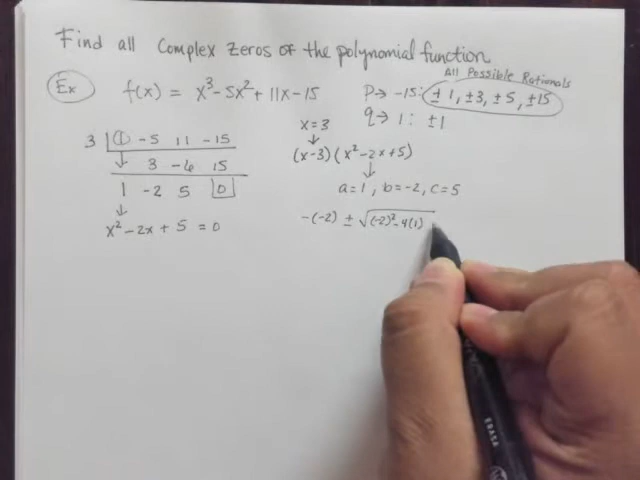 Find all Complex Zeros of the polynomial function
Ex f(x) = x³-5x²+11x-15
All Possible Rationals
P→ -15: ±1, ±3, ±5, ±15
q→ 1: ±1
3 1 -5 11 -15
↓ 3 -6 15
1 -2 5 0
↓
x²-2x+5 = 0
x=3
↓
(x-3)(x²-2x+5)
↓
a=1, b=-2, c=5
-(-2) ± √(-2)²-4(1)
ERASA